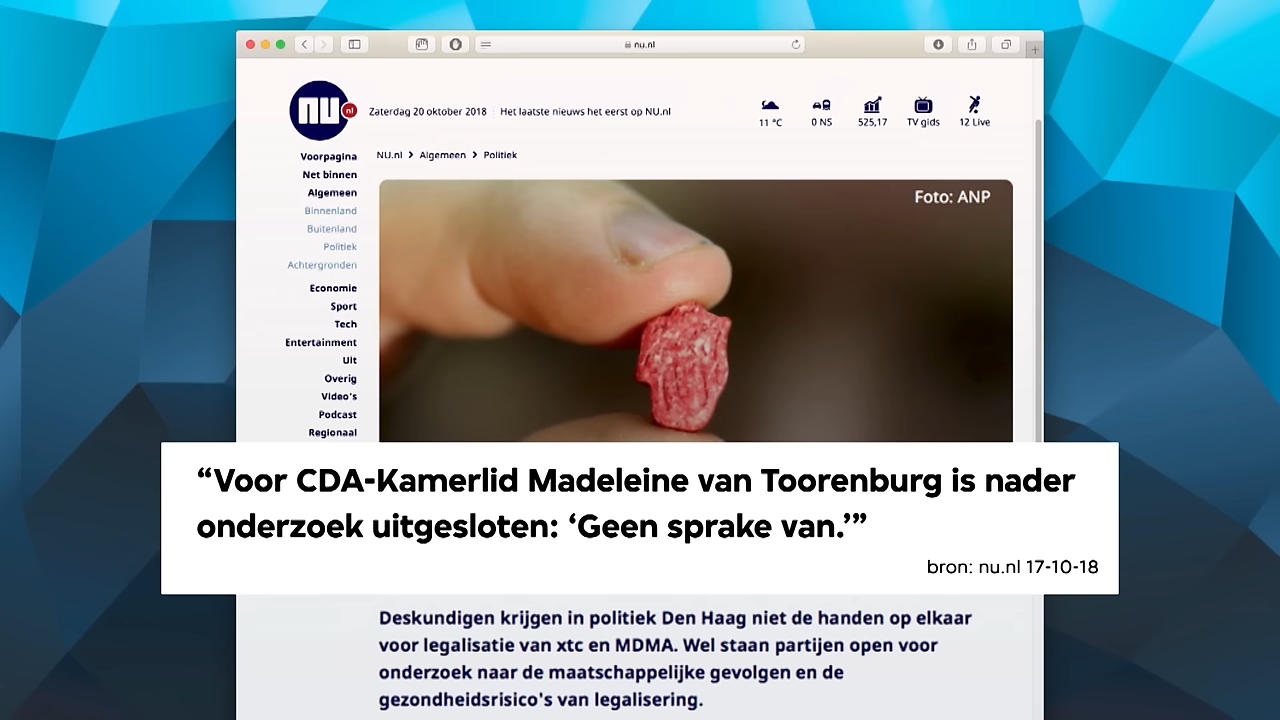 nu.nl
nu
nl
Zaterdag 20 oktober 2018
Het laatste nieuws het eerst op NU.nl
11 °C
0 NS
525,17
TV gids
12 Live
Voorpagina
Net binnen
Algemeen
Binnenland
Buitenland
Politiek
Achtergronden
Economie
Sport
Tech
Entertainment
Uit
Overig
Video's
Podcast
Regionaal
NU.nl > Algemeen > Politiek
Foto: ANP
“Voor CDA-Kamerlid Madeleine van Toorenburg is nader
onderzoek uitgesloten: ‘Geen sprake van.’”
bron: nu.nl 17-10-18
Deskundigen krijgen in politiek Den Haag niet de handen op elkaar
voor legalisatie van xtc en MDMA. Wel staan partijen open voor
onderzoek naar de maatschappelijke gevolgen en de
gezondheidsrisico's van legalisering.